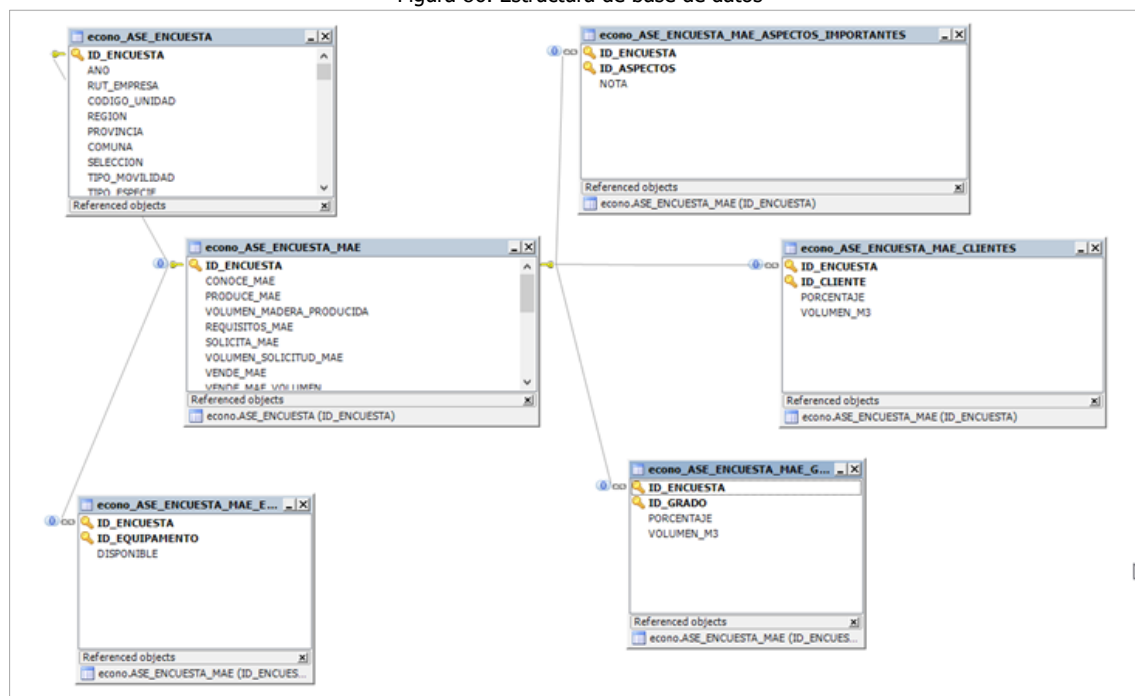 Figura 60. Estructura de base de datos
econo_ASE_ENCUESTA
ID_ENCUESTA
ANO
RUT_EMPRESA
CODIGO_UNIDAD
REGION
PROVINCIA
COMUNA
SELECCION
TIPO_MOVILIDAD
TIPO_ESPECIE
Referenced objects
econo_ASE_ENCUESTA_MAE_ASPECTOS_IMPORTANTES
ID_ENCUESTA
ID_ASPECTOS
NOTA
Referenced objects
econo.ASE_ENCUESTA_MAE (ID_ENCUESTA)
econo_ASE_ENCUESTA_MAE
ID_ENCUESTA
CONOCE_MAE
PRODUCE_MAE
VOLUMEN_MADERA_PRODUCIDA
REQUISITOS_MAE
SOLICITA_MAE
VOLUMEN_SOLICITUD_MAE
VENDE_MAE
VENDE_MAE_VOLUMEN
Referenced objects
econo.ASE_ENCUESTA (ID_ENCUESTA)
econo_ASE_ENCUESTA_MAE_CLIENTES
ID_ENCUESTA
ID_CLIENTE
PORCENTAJE
VOLUMEN_M3
Referenced objects
econo.ASE_ENCUESTA_MAE (ID_ENCUESTA)
econo_ASE_ENCUESTA_MAE_E...
ID_ENCUESTA
ID_EQUIPAMENTO
DISPONIBLE
Referenced objects
econo.ASE_ENCUESTA_MAE (ID_ENCUES...
econo_ASE_ENCUESTA_MAE_G...
ID_ENCUESTA
ID_GRADO
PORCENTAJE
VOLUMEN_M3
Referenced objects
econo.ASE_ENCUESTA_MAE (ID_ENCUES...